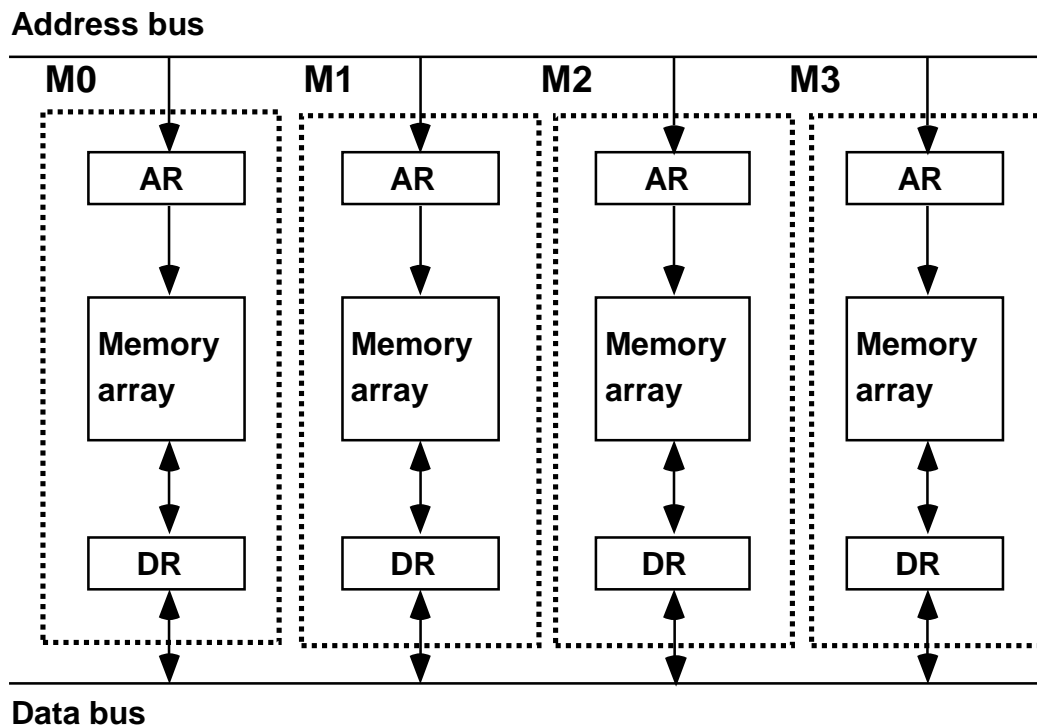 Address bus
M0 M1 M2 M3
AR AR AR AR
Memory Memory Memory Memory
array array array array
DR DR DR DR
Data bus